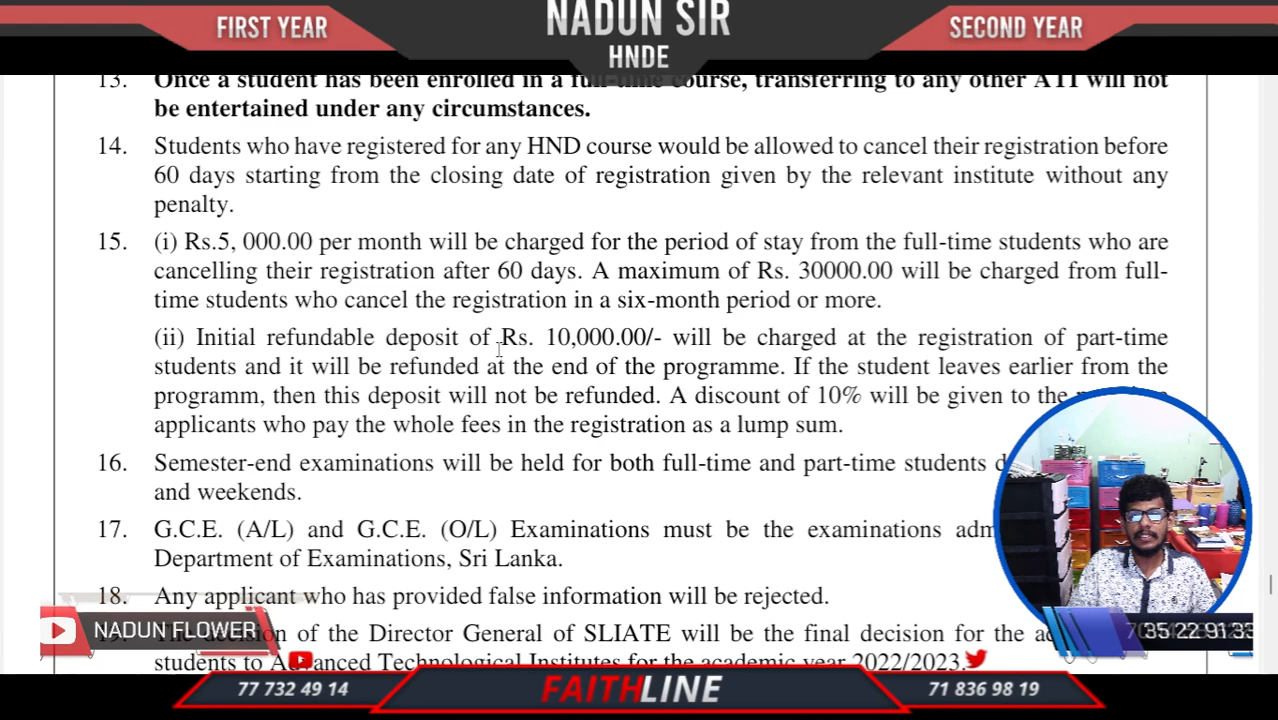 FIRST YEAR
NADUN SIR
HNDE
SECOND YEAR
13. Once a student has been enrolled in a full-time course, transferring to any other ATI will not
be entertained under any circumstances.
14. Students who have registered for any HND course would be allowed to cancel their registration before
60 days starting from the closing date of registration given by the relevant institute without any
penalty.
15. (i) Rs.5, 000.00 per month will be charged for the period of stay from the full-time students who are
cancelling their registration after 60 days. A maximum of Rs. 30000.00 will be charged from full-
time students who cancel the registration in a six-month period or more.
(ii) Initial refundable deposit of Rs. 10,000.00/- will be charged at the registration of part-time
students and it will be refunded at the end of the programme. If the student leaves earlier from the
programm, then this deposit will not be refunded. A discount of 10% will be given to the
applicants who pay the whole fees in the registration as a lump sum.
16. Semester-end examinations will be held for both full-time and part-time students
and weekends.
17. G.C.E. (A/L) and G.C.E. (O/L) Examinations must be the examinations
Department of Examinations, Sri Lanka.
18. Any applicant who has provided false information will be rejected.
NADUN FLOWER
of the Director General of SLIATE will be the final decision for the
students to Advanced Technological Institutes for the academic year 2022/2023.
77 732 49 14
FAITHLINE
71 836 98 19